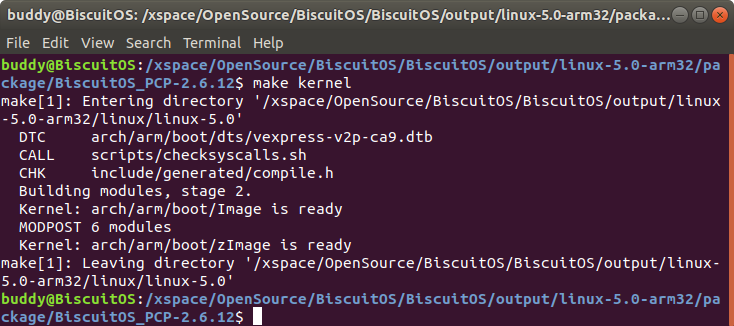 buddy@BiscuitOS: /xspace/OpenSource/BiscuitOS/BiscuitOS/output/linux-5.0-arm32/packa...
File Edit View Search Terminal Help
buddy@BiscuitOS:/xspace/OpenSource/BiscuitOS/BiscuitOS/output/linux-5.0-arm32/pa
ckage/BiscuitOS_PCP-2.6.12$ make kernel
make[1]: Entering directory '/xspace/OpenSource/BiscuitOS/BiscuitOS/output/linux
-5.0-arm32/linux/linux-5.0'
  DTC     arch/arm/boot/dts/vexpress-v2p-ca9.dtb
  CALL    scripts/checksyscalls.sh
  CHK     include/generated/compile.h
  Building modules, stage 2.
  Kernel: arch/arm/boot/Image is ready
  MODPOST 6 modules
  Kernel: arch/arm/boot/zImage is ready
make[1]: Leaving directory '/xspace/OpenSource/BiscuitOS/BiscuitOS/output/linux-
5.0-arm32/linux/linux-5.0'
buddy@BiscuitOS:/xspace/OpenSource/BiscuitOS/BiscuitOS/output/linux-5.0-arm32/pa
ckage/BiscuitOS_PCP-2.6.12$